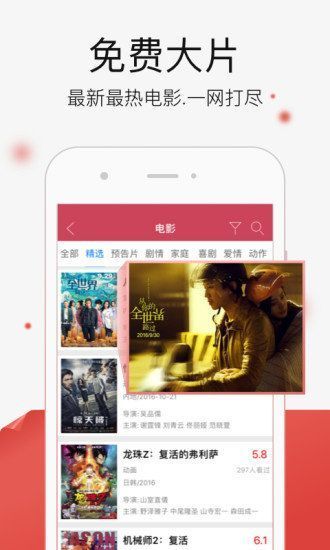 免费大片
最新最热电影.一网打尽
电影
全部 精选 预告片 剧情 家庭 喜剧 爱情 动作
全世界
从你的
全世界
路过
2016/9/30
惊天破
内地/2016-10-21
导演:吴品儒
主演:谢霆锋 刘青云 佟丽娅 范晓萱
龙珠Z：复活的弗利萨
5.8
动画
297人看过
日韩/2016
导演:山室直儀
主演:野泽雅子 中尾隆圣 山寺宏一 森田成一
机械师2：复活
6.1